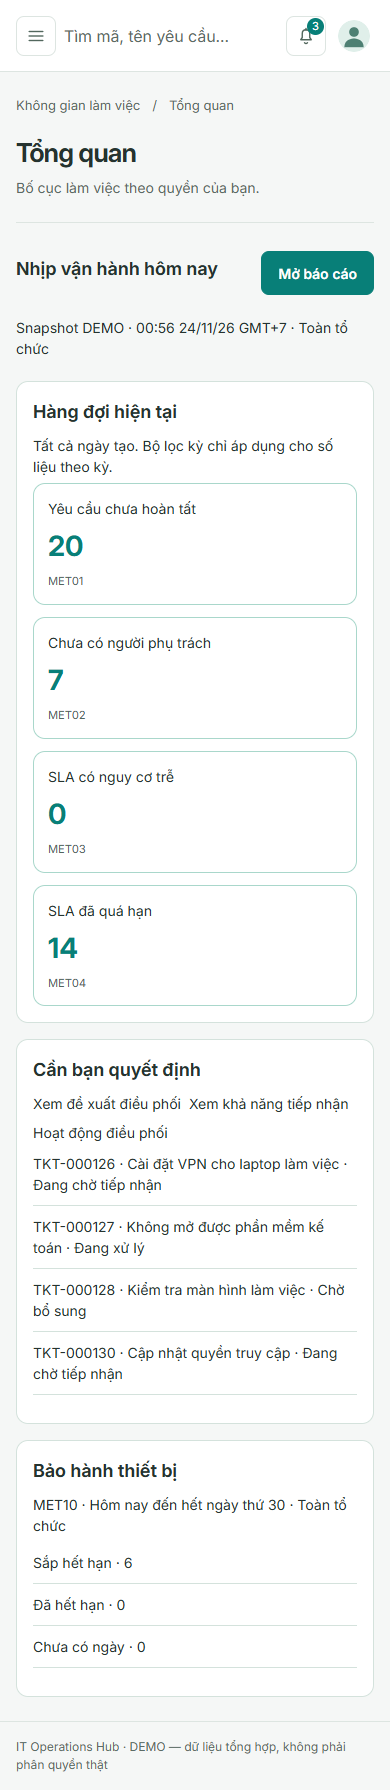 Tìm mã, tên yêu cầu...
3
Không gian làm việc / Tổng quan
Tổng quan
Bố cục làm việc theo quyền của bạn.
Nhịp vận hành hôm nay
Mở báo cáo
Snapshot DEMO · 00:56 24/11/26 GMT+7 · Toàn tổ
chức
Hàng đợi hiện tại
Tất cả ngày tạo. Bộ lọc kỳ chỉ áp dụng cho số
liệu theo kỳ.
Yêu cầu chưa hoàn tất
20
MET01
Chưa có người phụ trách
7
MET02
SLA có nguy cơ trễ
0
MET03
SLA đã quá hạn
14
MET04
Cần bạn quyết định
Xem đề xuất điều phối Xem khả năng tiếp nhận
Hoạt động điều phối
TKT-000126 · Cài đặt VPN cho laptop làm việc ·
Đang chờ tiếp nhận
TKT-000127 · Không mở được phần mềm kế
toán · Đang xử lý
TKT-000128 · Kiểm tra màn hình làm việc · Chờ
bổ sung
TKT-000130 · Cập nhật quyền truy cập · Đang
chờ tiếp nhận
Bảo hành thiết bị
MET10 · Hôm nay đến hết ngày thứ 30 · Toàn tổ
chức
Sắp hết hạn · 6
Đã hết hạn · 0
Chưa có ngày · 0
IT Operations Hub · DEMO — dữ liệu tổng hợp, không phải
phân quyền thật